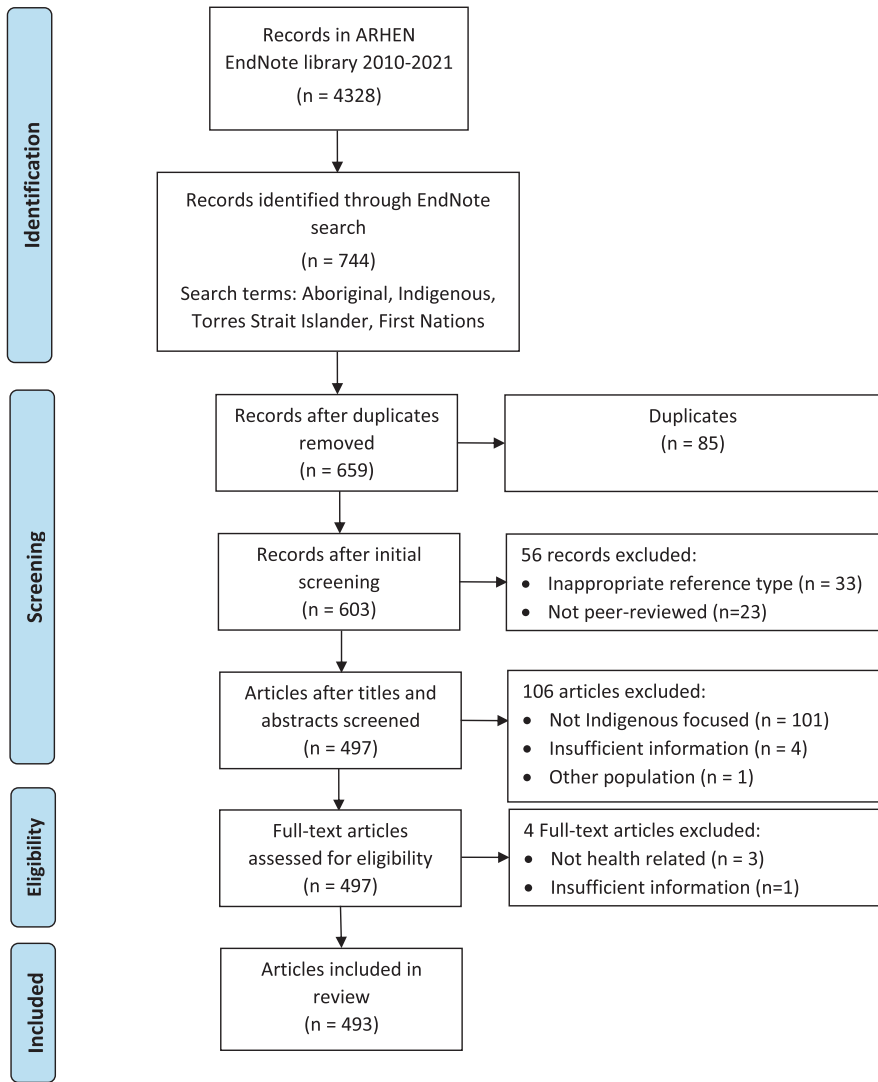 Identification
Records in ARHEN
EndNote library 2010-2021
(n = 4328)
Records identified through EndNote
search
(n = 744)
Search terms: Aboriginal, Indigenous,
Torres Strait Islander, First Nations
Screening
Records after duplicates
removed
(n = 659)
Duplicates
(n = 85)
Records after initial
screening
(n = 603)
56 records excluded:
• Inappropriate reference type (n = 33)
• Not peer-reviewed (n=23)
Articles after titles and
abstracts screened
(n = 497)
106 articles excluded:
• Not Indigenous focused (n = 101)
• Insufficient information (n = 4)
• Other population (n = 1)
Eligibility
Full-text articles
assessed for eligibility
(n = 497)
4 Full-text articles excluded:
• Not health related (n = 3)
• Insufficient information (n=1)
Included
Articles included in
review
(n = 493)